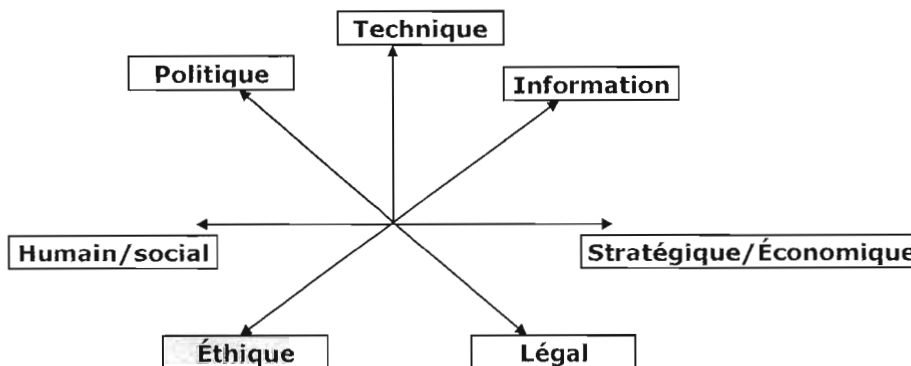 Technique
Politique
Information
Humain/social
Stratégique/Économique
Éthique
Légal